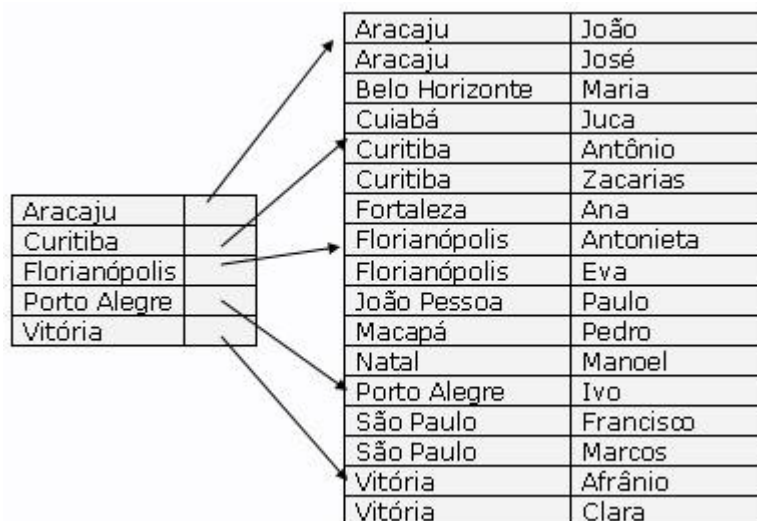 Aracaju
Curitiba
Florianópolis
Porto Alegre
Vitória
Aracaju João
Aracaju José
Belo Horizonte Maria
Cuiabá Juca
Curitiba Antônio
Curitiba Zacarias
Fortaleza Ana
Florianópolis Antonieta
Florianópolis Eva
João Pessoa Paulo
Macapá Pedro
Natal Manoel
Porto Alegre Ivo
São Paulo Francisco
São Paulo Marcos
Vitória Afrânio
Vitória Clara